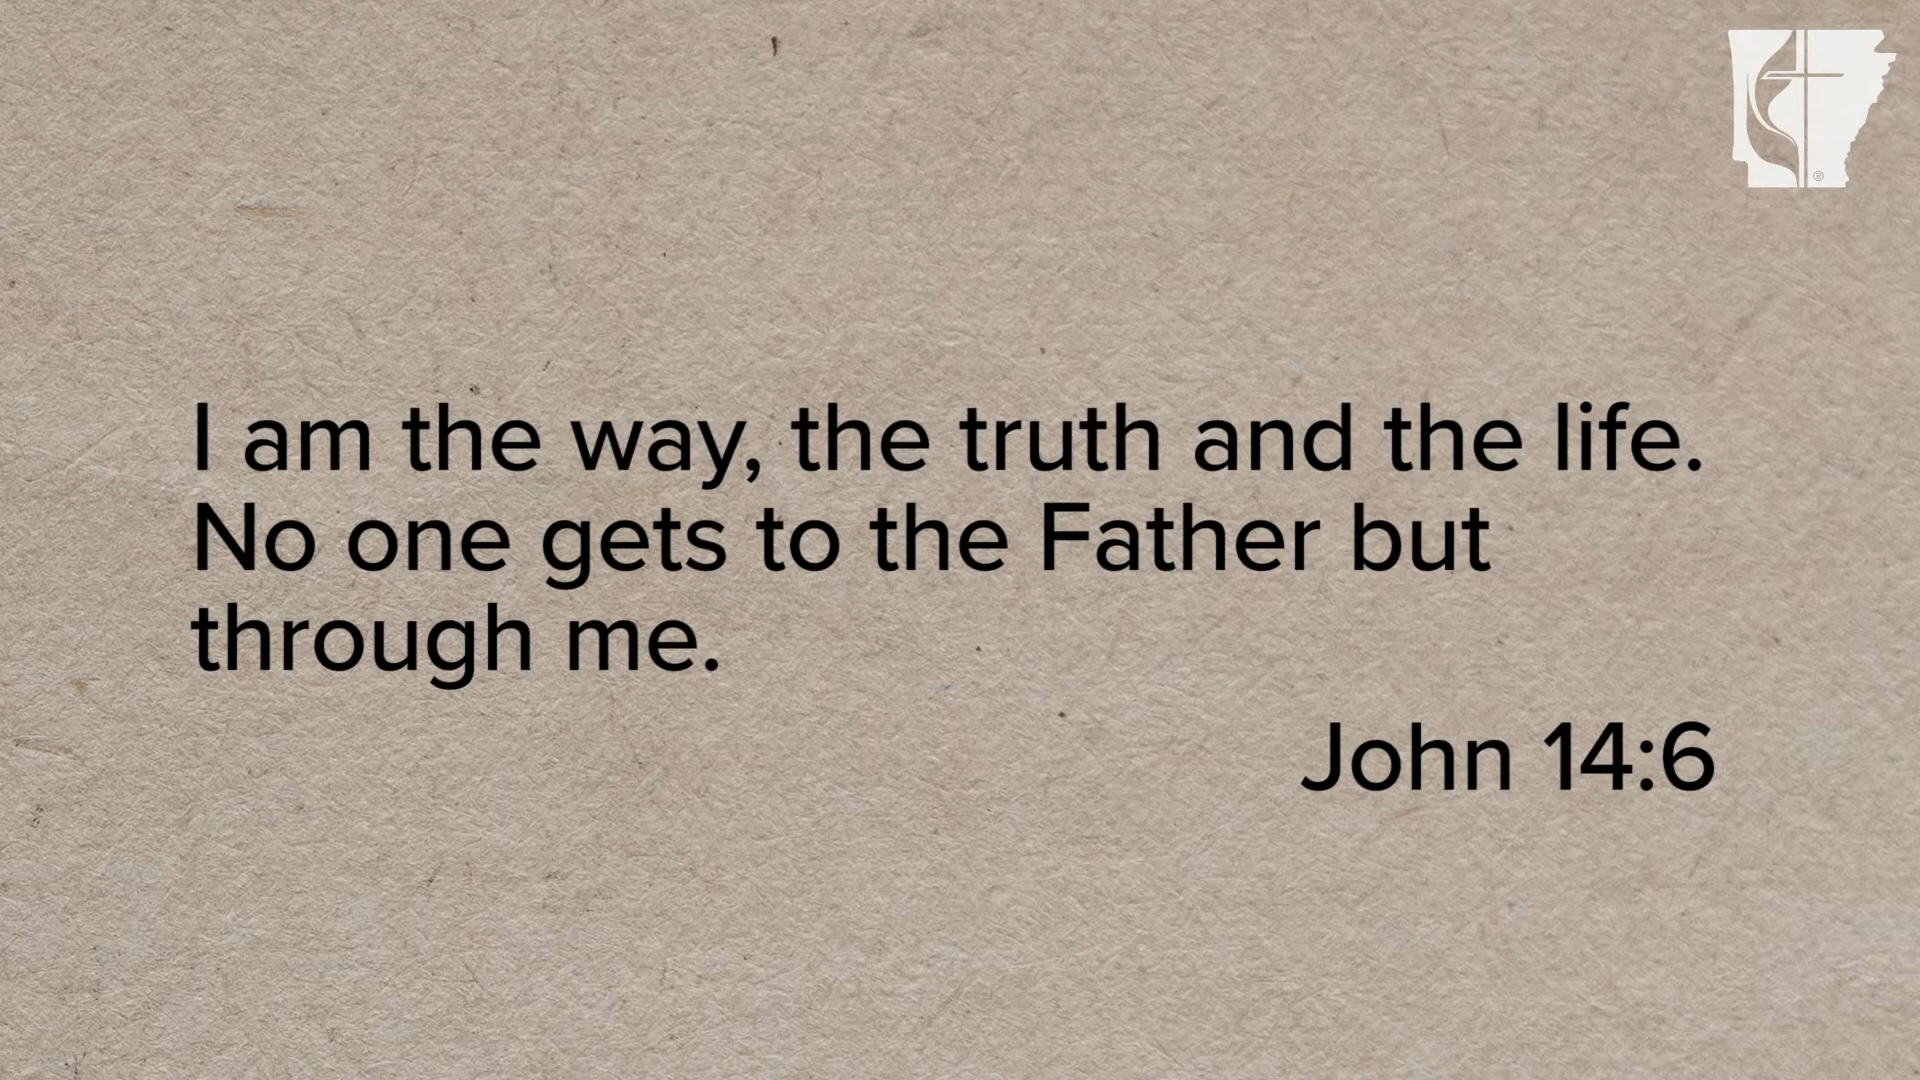 I am the way, the truth and the life.
No one gets to the Father but
through me.
John 14:6
®